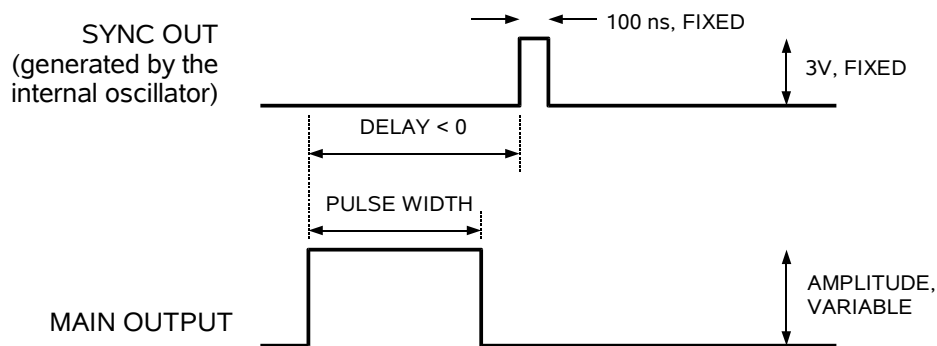 SYNC OUT
(generated by the
internal oscillator)
100 ns, FIXED
3V, FIXED
DELAY < 0
PULSE WIDTH
MAIN OUTPUT
AMPLITUDE,
VARIABLE